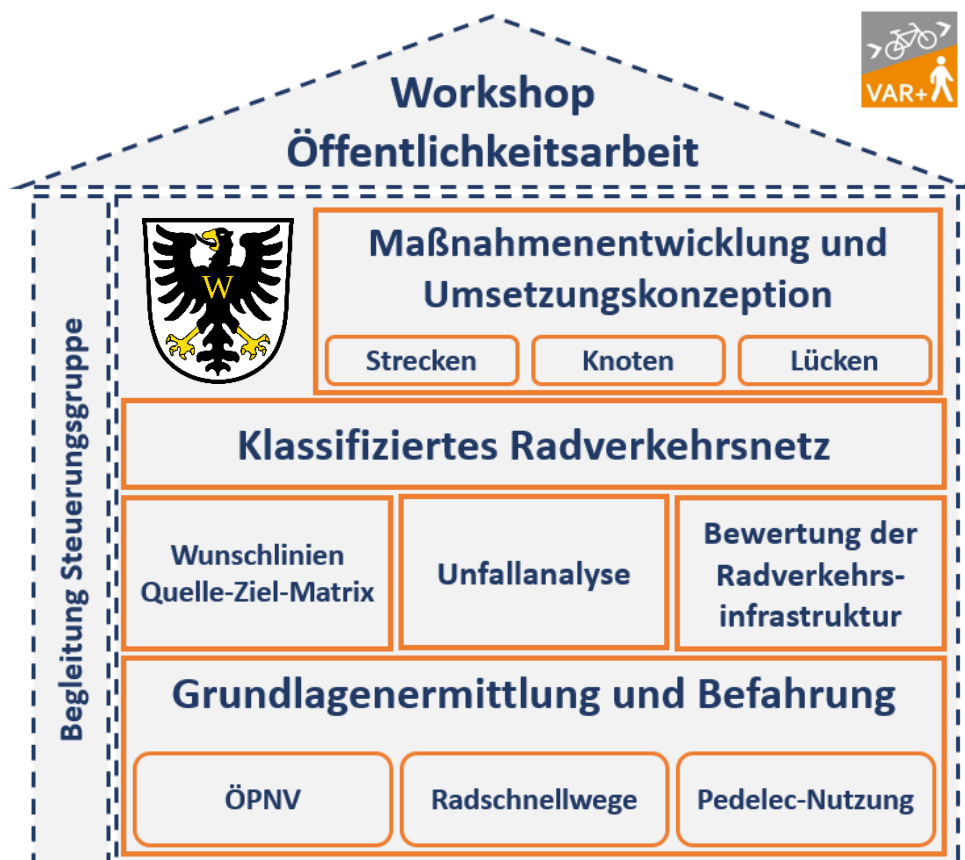 VAR+
Workshop
Öffentlichkeitsarbeit
Begleitung Steuerungsgruppe
W
Maßnahmenentwicklung und
Umsetzungskonzeption
Strecken
Knoten
Lücken
Klassifiziertes Radverkehrsnetz
Wunschlinien
Quelle-Ziel-Matrix
Unfallanalyse
Bewertung der
Radverkehrs-
infrastruktur
Grundlagenermittlung und Befahrung
ÖPNV
Radschnellwege
Pedelec-Nutzung